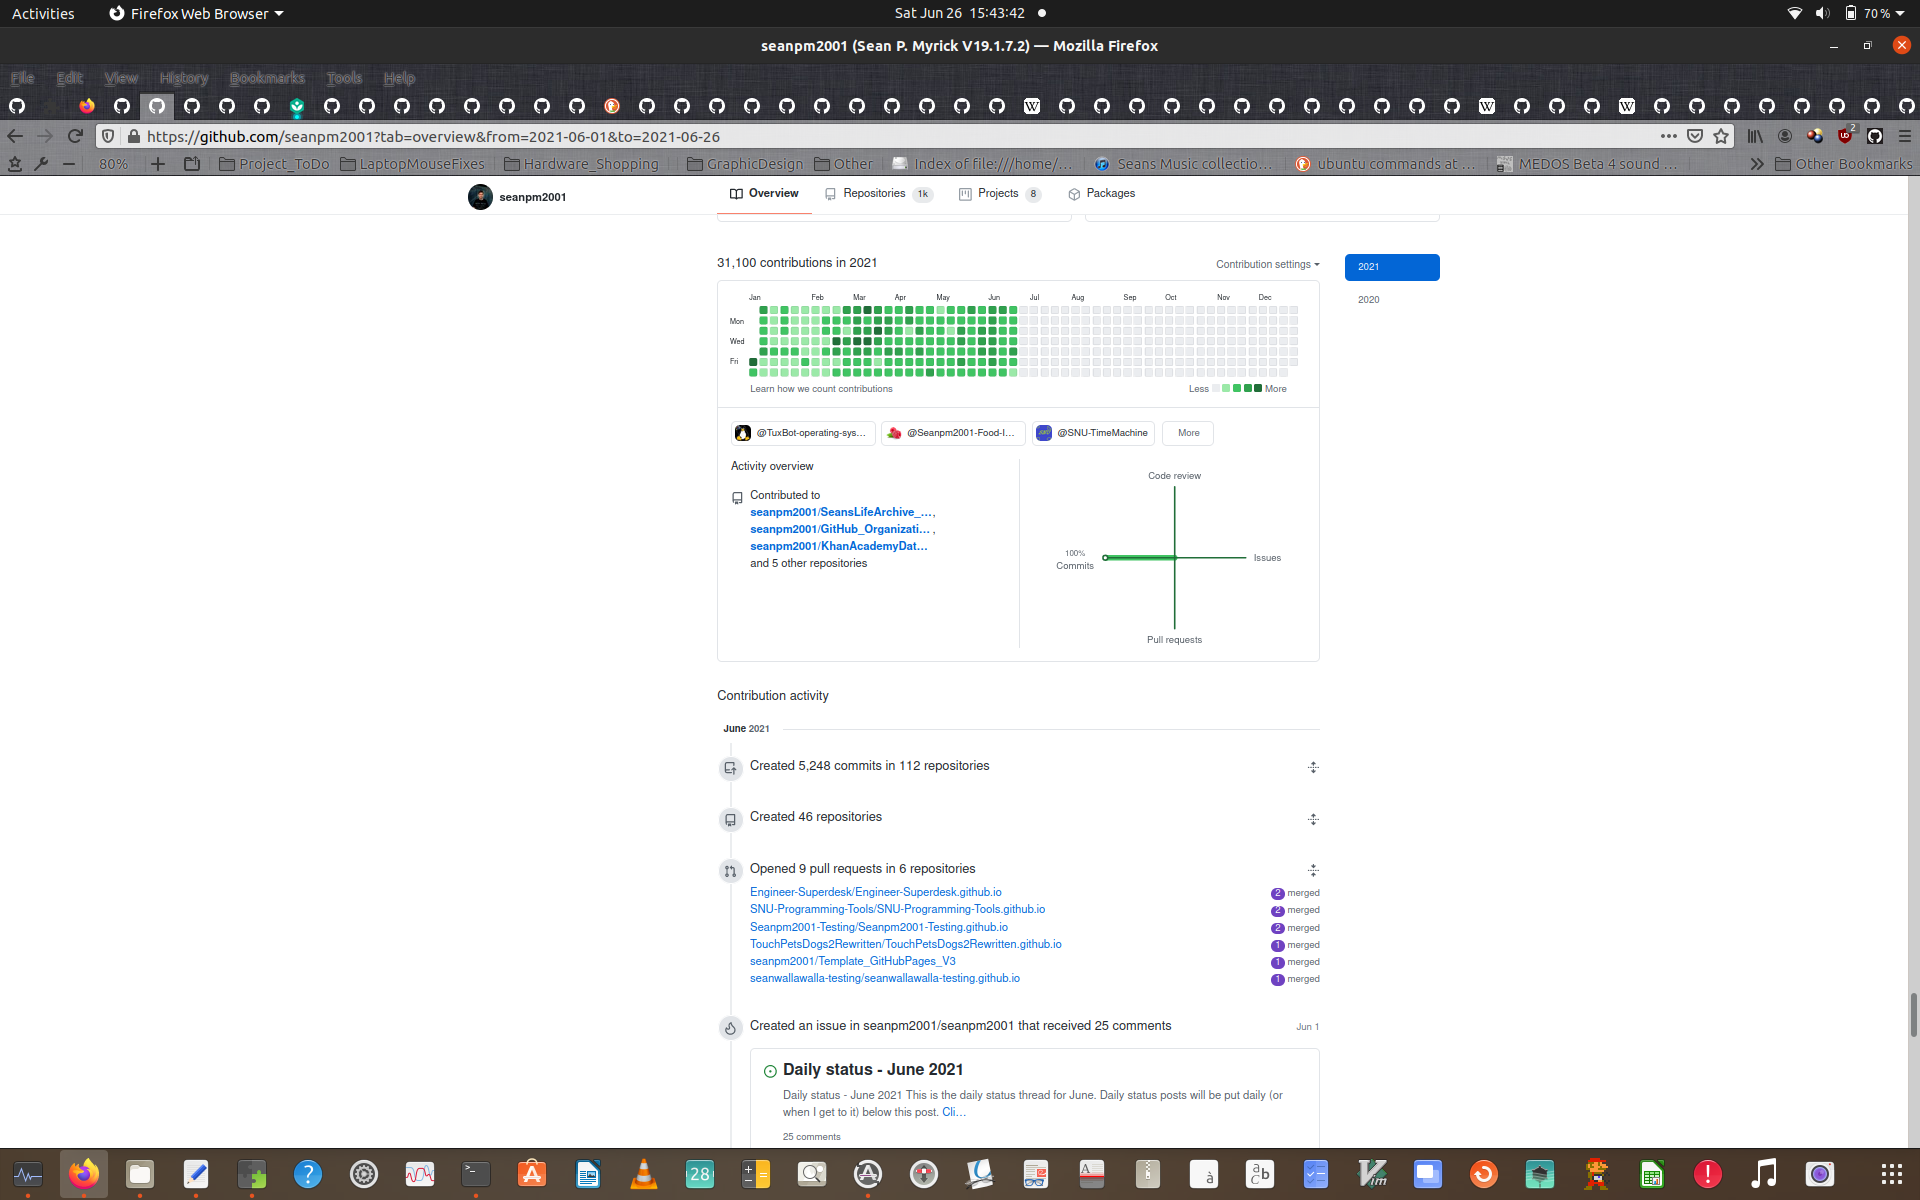 Activities
Firefox Web Browser
Sat Jun 26 15:43:42
70 %
seanpm2001 (Sean P. Myrick V19.1.7.2) — Mozilla Firefox
File Edit View History Bookmarks Tools Help
https://github.com/seanpm2001?tab=overview&from=2021-06-01&to=2021-06-26
2
80%
Project_ToDo
LaptopMouseFixes
Hardware_Shopping
GraphicDesign
Other
Index of file:///home/...
Seans Music collectio...
ubuntu commands at ...
MEDOS Beta 4 sound ...
Other Bookmarks
seanpm2001
Overview
Repositories 1k
Projects 8
Packages
31,100 contributions in 2021
Contribution settings
2021
2020
Jan Feb Mar Apr May Jun Jul Aug Sep Oct Nov Dec
Mon
Wed
Fri
Learn how we count contributions
Less More
@TuxBot-operating-sys...
@Seanpm2001-Food-I...
@SNU-TimeMachine
More
Activity overview
Contributed to
seanpm2001/SeansLifeArchive_...,
seanpm2001/GitHub_Organizati...,
seanpm2001/KhanAcademyDat...
and 5 other repositories
Code review
100%
Commits
Issues
Pull requests
Contribution activity
June 2021
Created 5,248 commits in 112 repositories
Created 46 repositories
Opened 9 pull requests in 6 repositories
Engineer-Superdesk/Engineer-Superdesk.github.io 2 merged
SNU-Programming-Tools/SNU-Programming-Tools.github.io 2 merged
Seanpm2001-Testing/Seanpm2001-Testing.github.io 2 merged
TouchPetsDogs2Rewritten/TouchPetsDogs2Rewritten.github.io 1 merged
seanpm2001/Template_GitHubPages_V3 1 merged
seanwallawalla-testing/seanwallawalla-testing.github.io 1 merged
Created an issue in seanpm2001/seanpm2001 that received 25 comments
Jun 1
Daily status - June 2021
Daily status - June 2021 This is the daily status thread for June. Daily status posts will be put daily (or
when I get to it) below this post. Cli...
25 comments
28